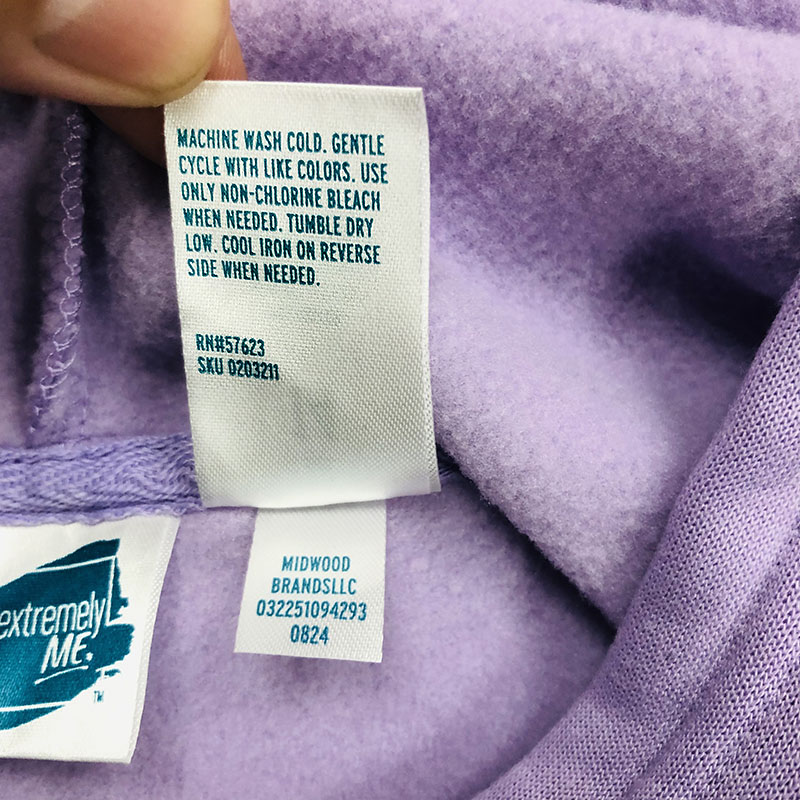 MACHINE WASH COLD. GENTLE
CYCLE WITH LIKE COLORS. USE
ONLY NON-CHLORINE BLEACH
WHEN NEEDED. TUMBLE DRY
LOW. COOL IRON ON REVERSE
SIDE WHEN NEEDED.
RN#57623
SKU 0203211
MIDWOOD
BRANDSLLC
032251094293
0824
extremely
ME.
TM